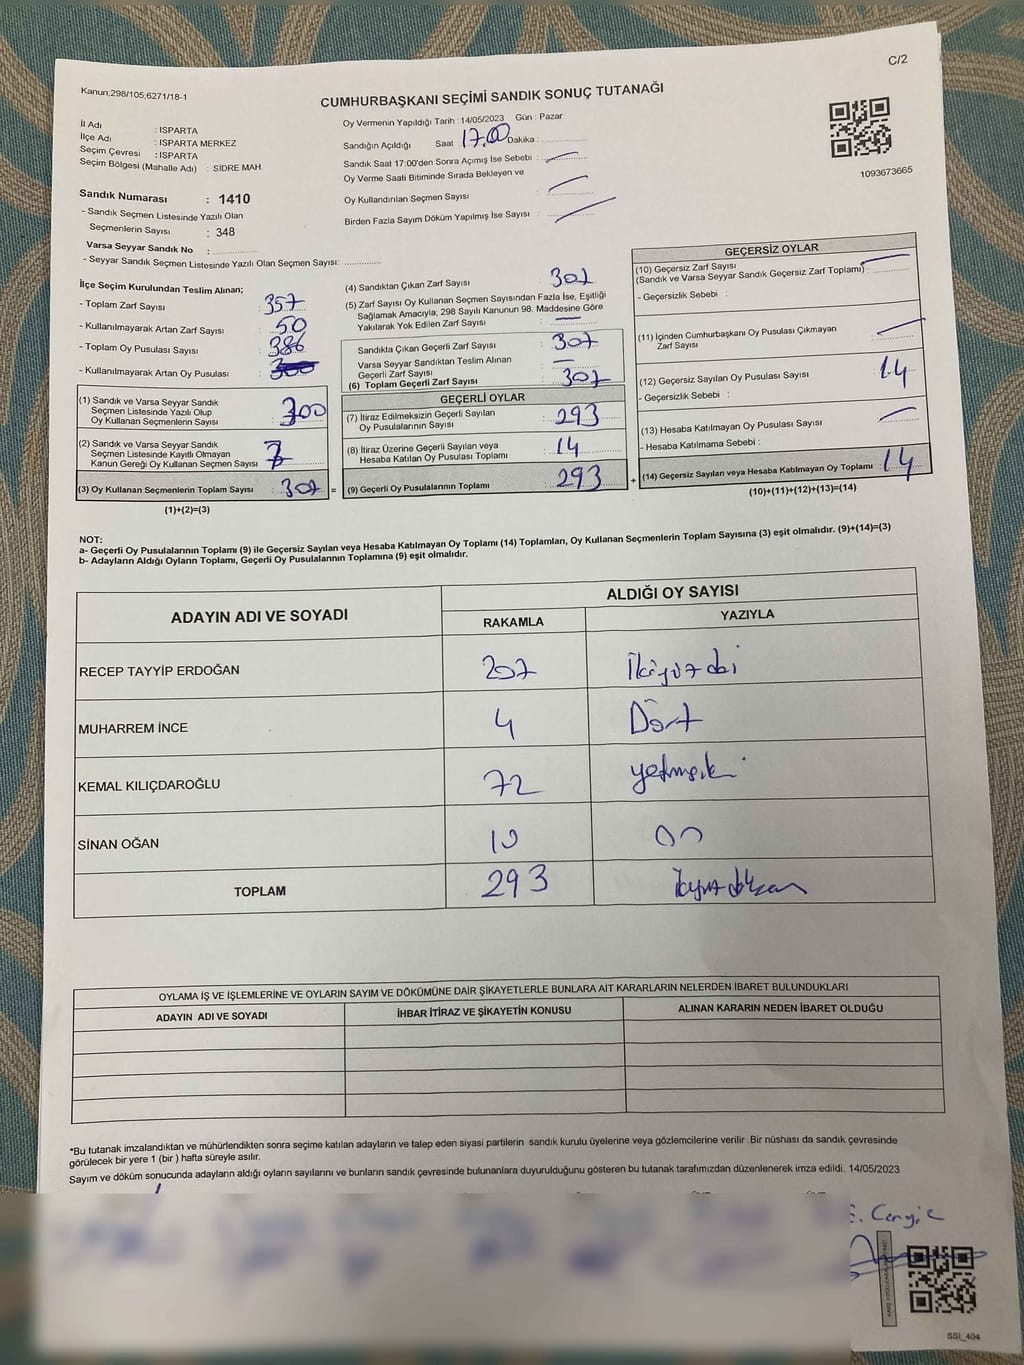 C/2
Kanun;298/105,6271/18-1
CUMHURBAŞKANI SEÇİMİ SANDIK SONUÇ TUTANAĞI
İl Adı : ISPARTA
İlçe Adı : ISPARTA MERKEZ
Seçim Çevresi : ISPARTA
Seçim Bölgesi (Mahalle Adı) : SİDRE MAH.
Oy Vermenin Yapıldığı Tarih : 14/05/2023 Gün : Pazar
Sandığın Açıldığı Saat : 17.00 Dakika :
Sandık Saat 17:00'den Sonra Açımış İse Sebebi :
Oy Verme Saati Bitiminde Sırada Bekleyen ve
Oy Kullandırılan Seçmen Sayısı :
Birden Fazla Sayım Döküm Yapılmış İse Sayısı :
1093673665
Sandık Numarası : 1410
- Sandık Seçmen Listesinde Yazılı Olan
Seçmenlerin Sayısı : 348
Varsa Seyyar Sandık No :
- Seyyar Sandık Seçmen Listesinde Yazılı Olan Seçmen Sayısı:
İlçe Seçim Kurulundan Teslim Alınan;
- Toplam Zarf Sayısı : 357
- Kullanılmayarak Artan Zarf Sayısı : 50
- Toplam Oy Pusulası Sayısı : 386
- Kullanılmayarak Artan Oy Pusulası :
(1) Sandık ve Varsa Seyyar Sandık
Seçmen Listesinde Yazılı Olup
Oy Kullanan Seçmenlerin Sayısı : 300
(2) Sandık ve Varsa Seyyar Sandık
Seçmen Listesinde Kayıtlı Olmayan
Kanun Gereği Oy Kullanan Seçmen Sayısı : 7
(3) Oy Kullanan Seçmenlerin Toplam Sayısı : 307 =
(1)+(2)=(3)
(4) Sandıktan Çıkan Zarf Sayısı : 307
(5) Zarf Sayısı Oy Kullanan Seçmen Sayısından Fazla İse, Eşitliği
Sağlamak Amacıyla; 298 Sayılı Kanunun 98. Maddesine Göre
Yakılarak Yok Edilen Zarf Sayısı :
Sandıkta Çıkan Geçerli Zarf Sayısı : 307
Varsa Seyyar Sandıktan Teslim Alınan
Geçerli Zarf Sayısı :
(6) Toplam Geçerli Zarf Sayısı : 307
GEÇERLİ OYLAR
(7) İtiraz Edilmeksizin Geçerli Sayılan
Oy Pusulalarının Sayısı : 293
(8) İtiraz Üzerine Geçerli Sayılan veya
Hesaba Katılan Oy Pusulası Toplamı : 14
(9) Geçerli Oy Pusulalarının Toplamı : 293 +
GEÇERSİZ OYLAR
(10) Geçersiz Zarf Sayısı
(Sandık ve Varsa Seyyar Sandık Geçersiz Zarf Toplamı) :
- Geçersizlik Sebebi :
(11) İçinden Cumhurbaşkanı Oy Pusulası Çıkmayan
Zarf Sayısı :
(12) Geçersiz Sayılan Oy Pusulası Sayısı : 14
- Geçersizlik Sebebi :
(13) Hesaba Katılmayan Oy Pusulası Sayısı :
- Hesaba Katılmama Sebebi :
(14) Geçersiz Sayılan veya Hesaba Katılmayan Oy Toplamı : 14
(10)+(11)+(12)+(13)=(14)
NOT:
a- Geçerli Oy Pusulalarının Toplamı (9) ile Geçersiz Sayılan veya Hesaba Katılmayan Oy Toplamı (14) Toplamları, Oy Kullanan Seçmenlerin Toplam Sayısına (3) eşit olmalıdır. (9)+(14)=(3)
b- Adayların Aldığı Oyların Toplamı, Geçerli Oy Pusulalarının Toplamına (9) eşit olmalıdır.
ADAYIN ADI VE SOYADI
ALDIĞI OY SAYISI
RAKAMLA YAZIYLA
RECEP TAYYİP ERDOĞAN 207
MUHARREM İNCE 4 Dört
KEMAL KILIÇDAROĞLU 72
SİNAN OĞAN 10 on
TOPLAM 293
OYLAMA İŞ VE İŞLEMLERİNE VE OYLARIN SAYIM VE DÖKÜMÜNE DAİR ŞİKAYETLERLE BUNLARA AİT KARARLARIN NELERDEN İBARET BULUNDUKLARI
ADAYIN ADI VE SOYADI İHBAR İTİRAZ VE ŞİKAYETİN KONUSU ALINAN KARARIN NEDEN İBARET OLDUĞU
*Bu tutanak imzalandıktan ve mühürlendikten sonra seçime katılan adayların ve talep eden siyasi partilerin sandık kurulu üyelerine veya gözlemcilerine verilir .Bir nüshası da sandık çevresinde
görülecek bir yere 1 (bir ) hafta süreyle asılır.
Sayım ve döküm sonucunda adayların aldığı oyların sayılarını ve bunların sandık çevresinde bulunanlara duyurulduğunu gösteren bu tutanak tarafımızdan düzenlenerek imza edildi. 14/05/2023
SSI_404